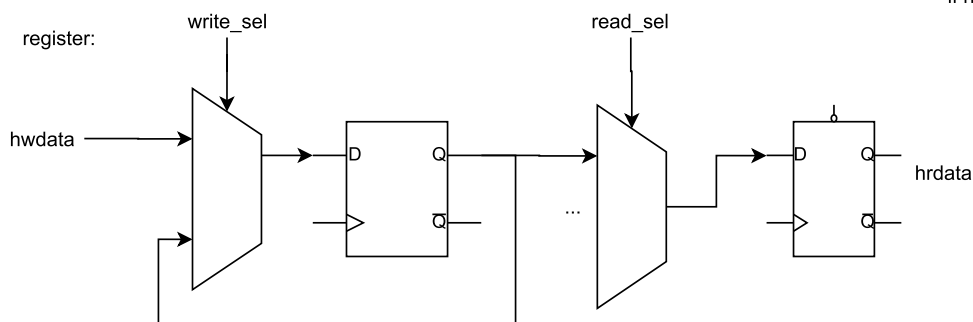 write_sel
read_sel
register:
hwdata
D
Q
Q
...
D
Q
Q
hrdata